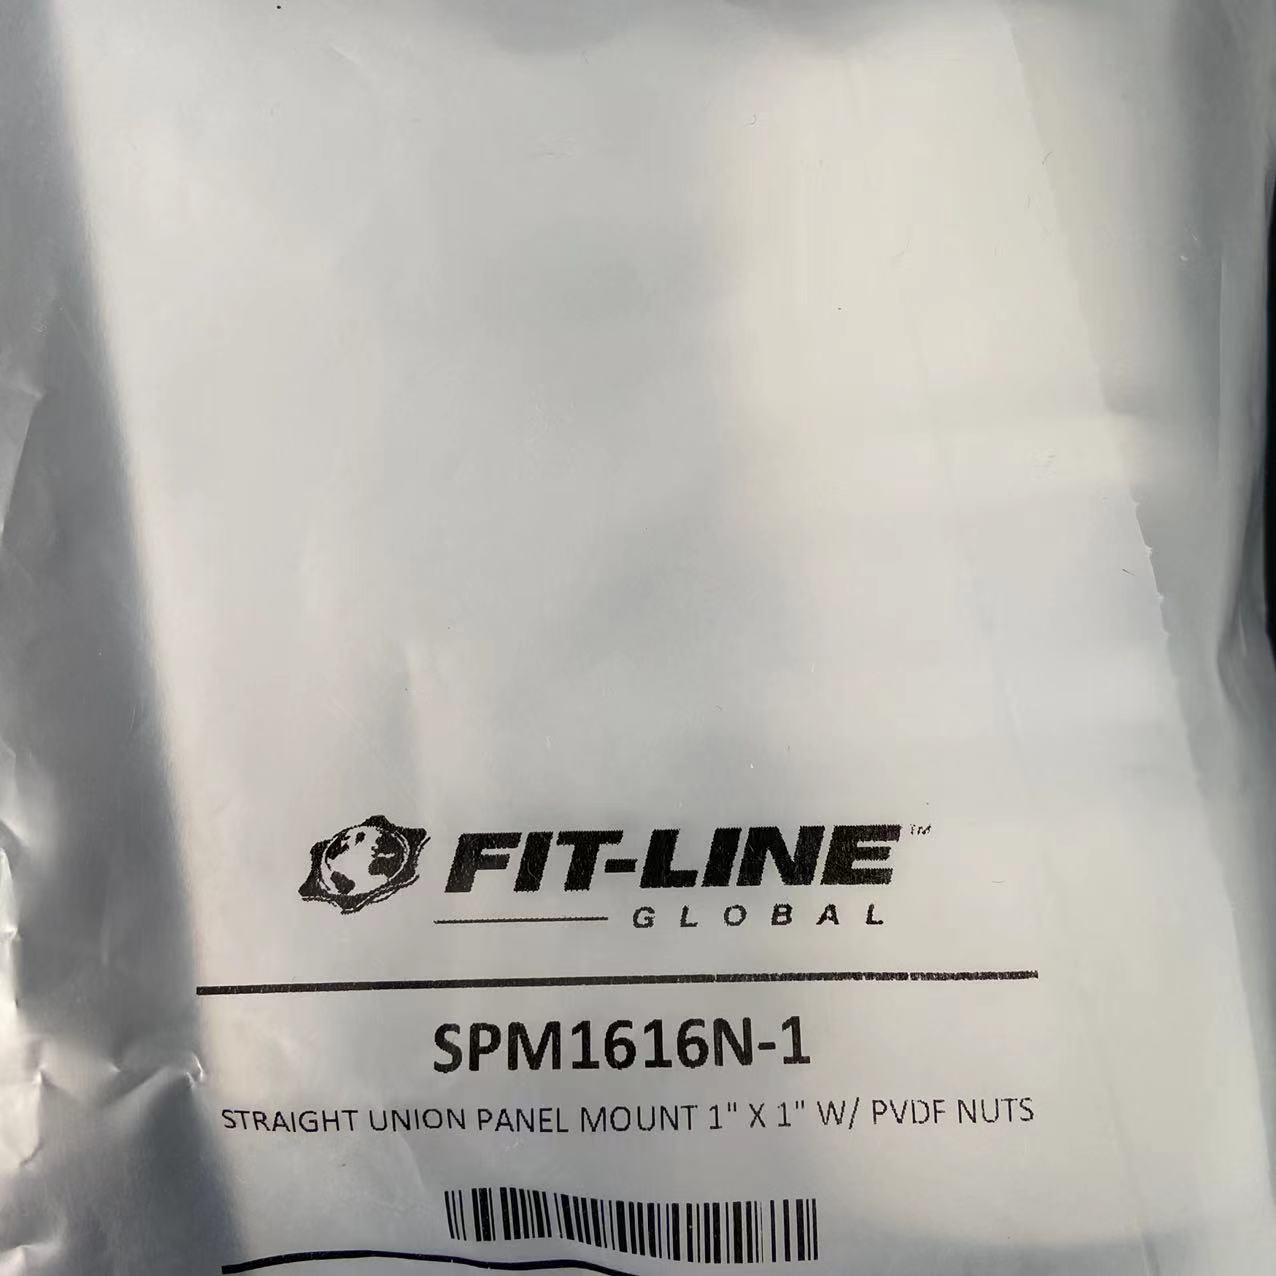 FIT-LINE™
GLOBAL
SPM1616N-1
STRAIGHT UNION PANEL MOUNT 1" X 1" W/ PVDF NUTS